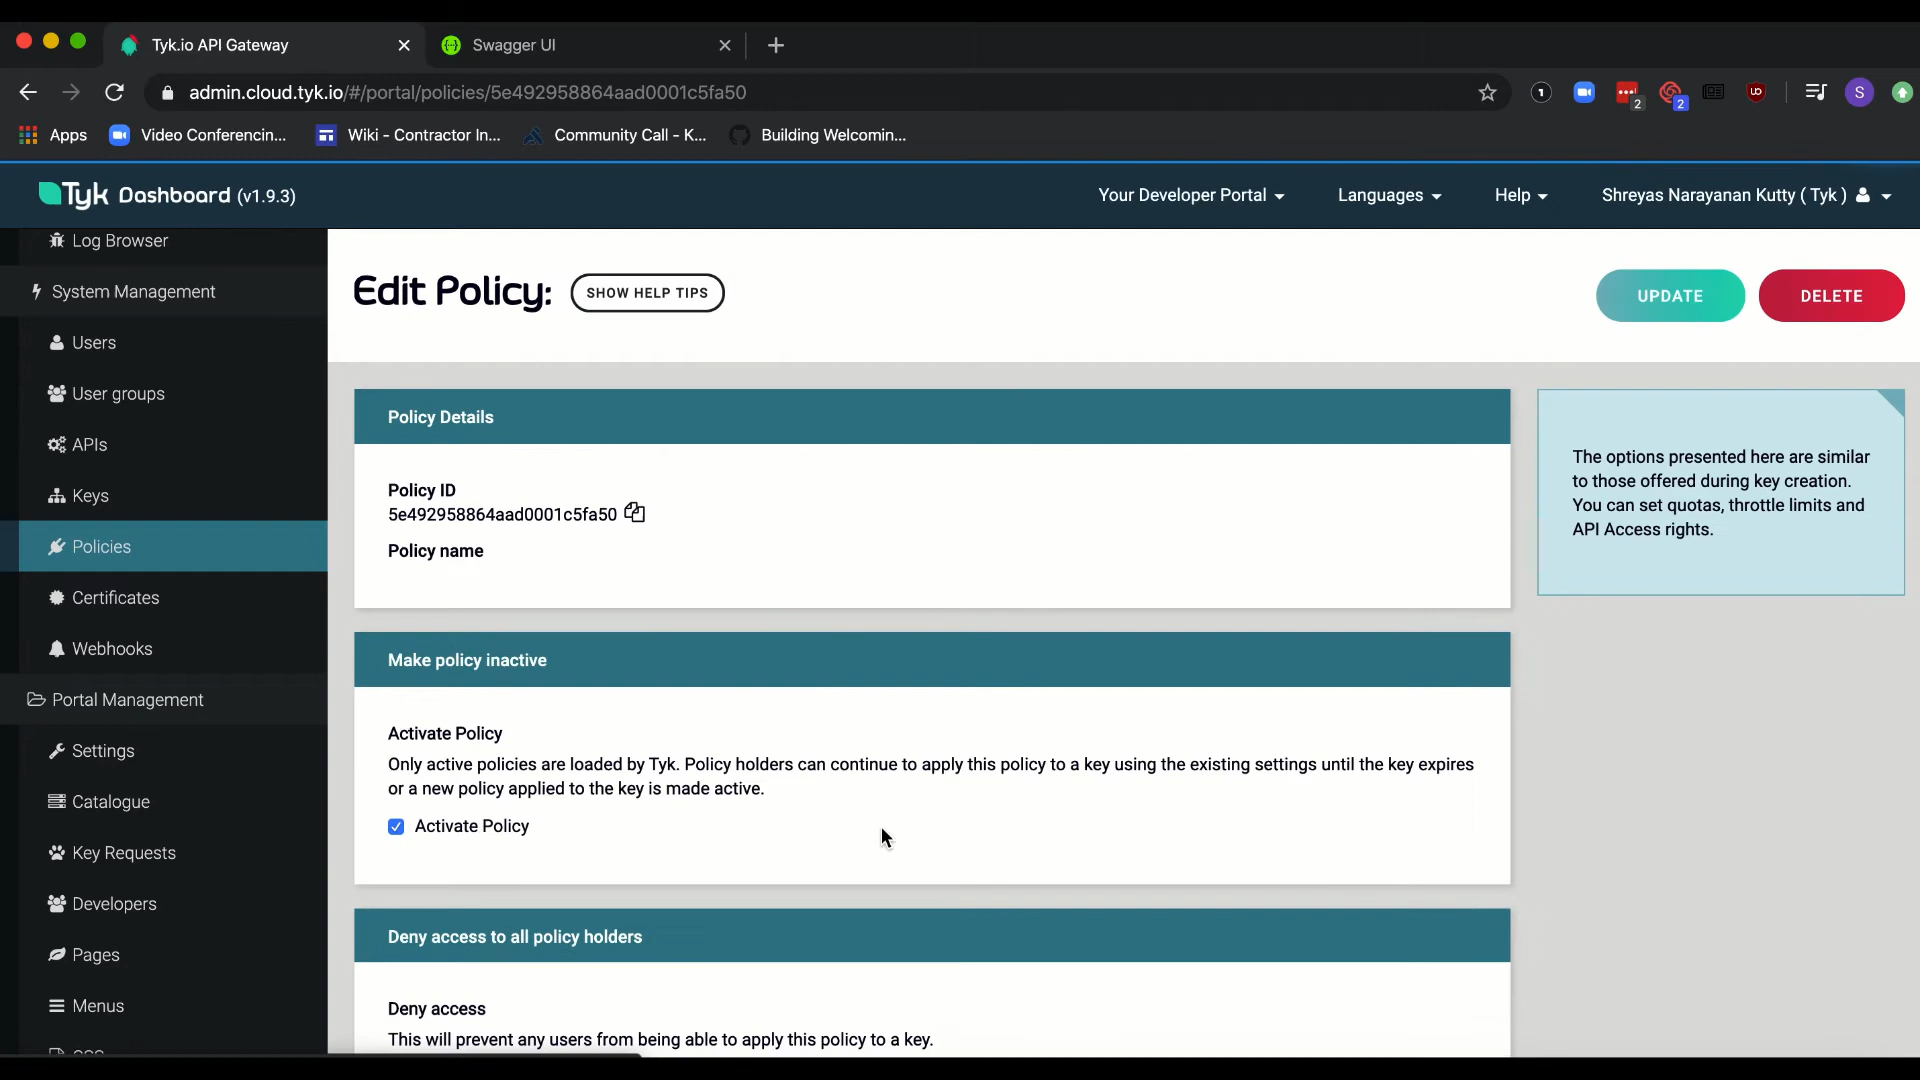 Tyk.io API Gateway
Swagger UI
admin.cloud.tyk.io/#/portal/policies/5e492958864aad0001c5fa50
1
2
2
UD
S
Apps
Video Conferencin...
Wiki - Contractor In...
Community Call - K...
Building Welcomin...
Tyk Dashboard (v1.9.3)
Your Developer Portal
Languages
Help
Shreyas Narayanan Kutty ( Tyk )
Log Browser
System Management
Users
User groups
APIs
Keys
Policies
Certificates
Webhooks
Portal Management
Settings
Catalogue
Key Requests
Developers
Pages
Menus
Edit Policy:
SHOW HELP TIPS
UPDATE
DELETE
Policy Details
Policy ID
5e492958864aad0001c5fa50
Policy name
Make policy inactive
Activate Policy
Only active policies are loaded by Tyk. Policy holders can continue to apply this policy to a key using the existing settings until the key expires
or a new policy applied to the key is made active.
Activate Policy
Deny access to all policy holders
Deny access
This will prevent any users from being able to apply this policy to a key.
The options presented here are similar
to those offered during key creation.
You can set quotas, throttle limits and
API Access rights.